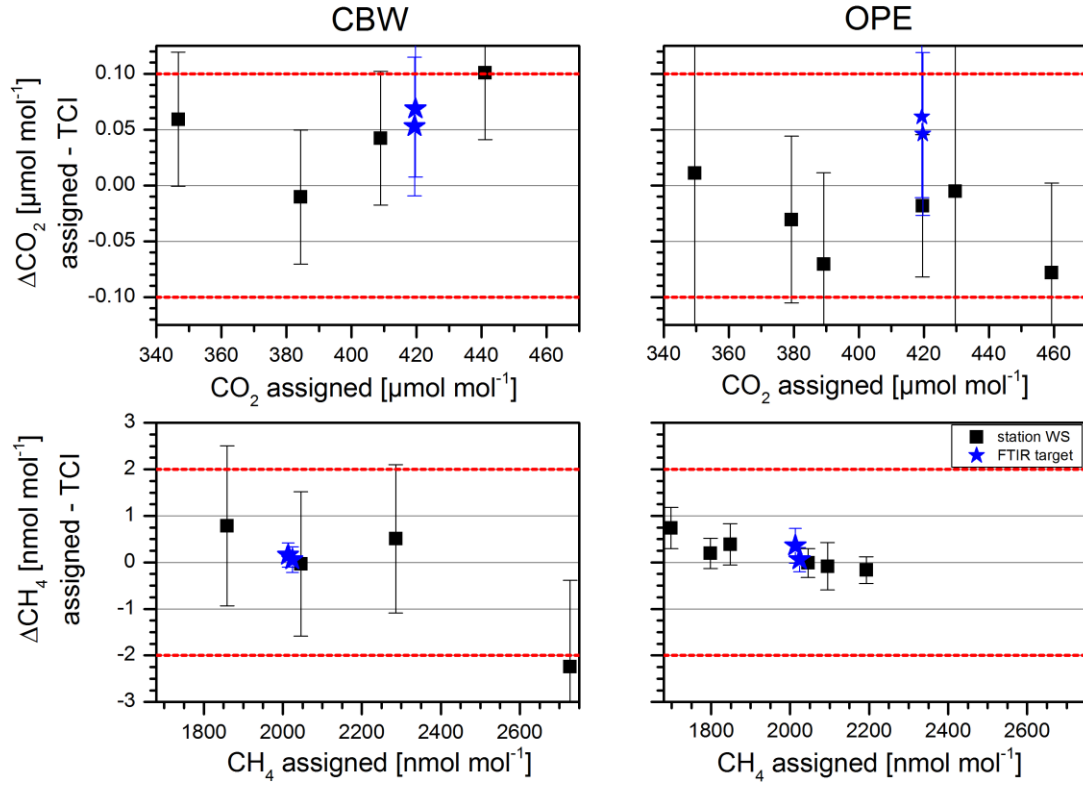 CBW
OPE
ΔCO₂ [µmol mol⁻¹]
assigned - TCI
0.10
0.05
0.00
-0.05
-0.10
340 360 380 400 420 440 460
CO₂ assigned [µmol mol⁻¹]
340 360 380 400 420 440 460
CO₂ assigned [µmol mol⁻¹]
ΔCH₄ [nmol mol⁻¹]
assigned - TCI
3
2
1
0
-1
-2
-3
1800 2000 2200 2400 2600
CH₄ assigned [nmol mol⁻¹]
station WS
FTIR target
1800 2000 2200 2400 2600
CH₄ assigned [nmol mol⁻¹]